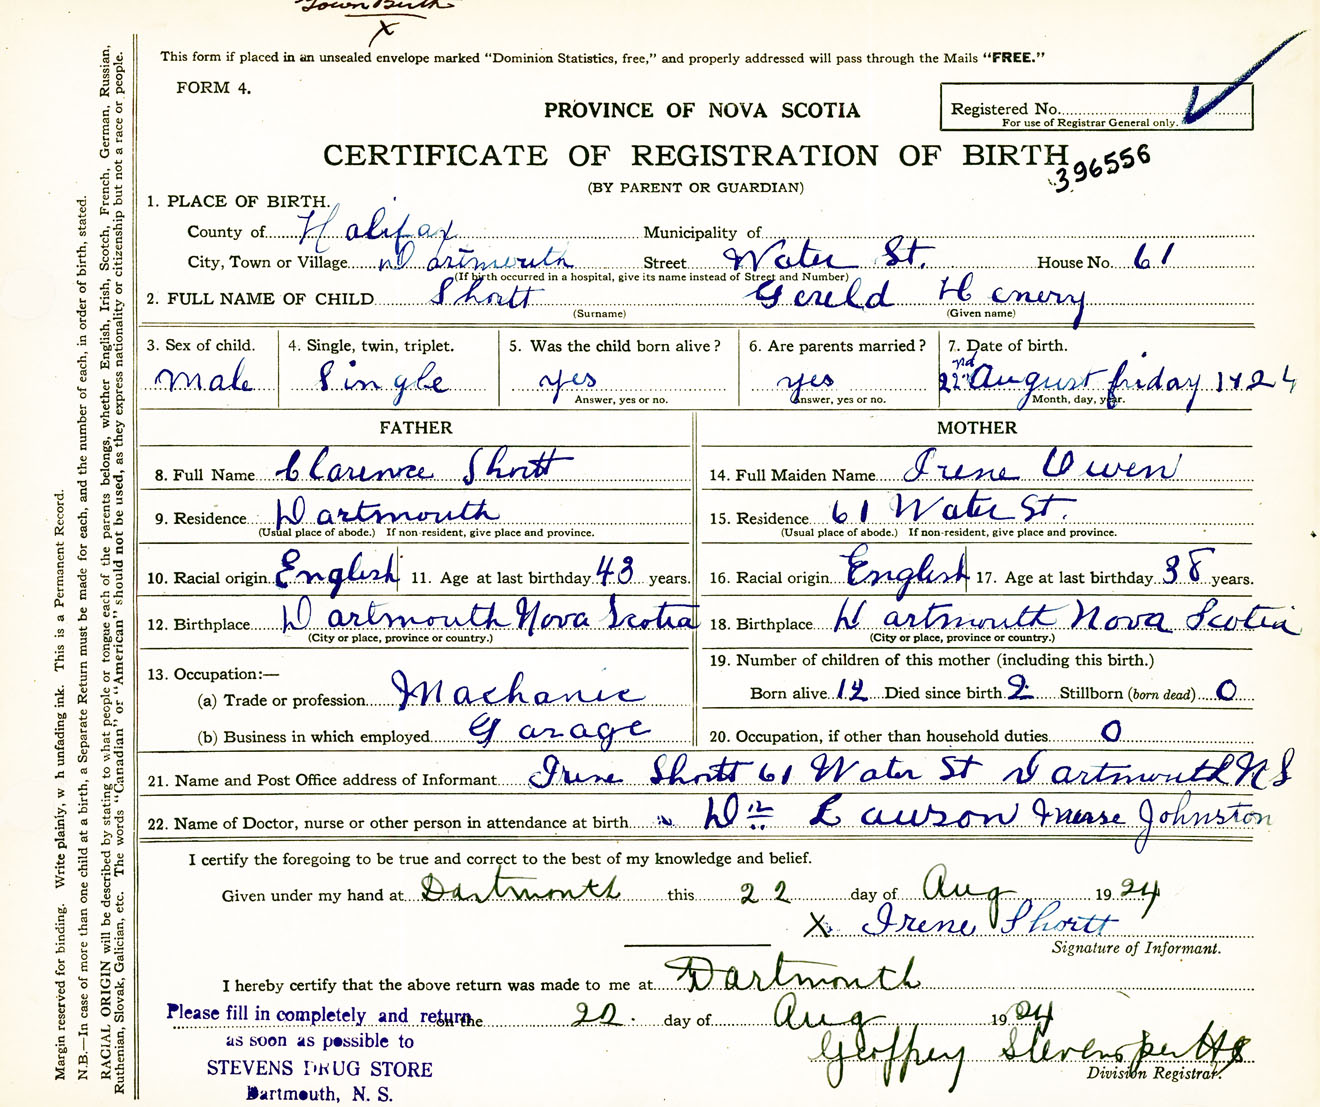 Town Birth
X
This form if placed in an unsealed envelope marked "Dominion Statistics, free," and properly addressed will pass through the Mails "FREE."
FORM 4.
PROVINCE OF NOVA SCOTIA
Registered No.
For use of Registrar General only.
CERTIFICATE OF REGISTRATION OF BIRTH
396556
(BY PARENT OR GUARDIAN)
1. PLACE OF BIRTH.
County of Halifax Municipality of
City, Town or Village Dartmouth Street Water St. House No. 61
(If birth occurred in a hospital, give its name instead of Street and Number)
2. FULL NAME OF CHILD Shortt Gereld Henery
(Surname) (Given name)
3. Sex of child. 4. Single, twin, triplet. 5. Was the child born alive? 6. Are parents married? 7. Date of birth.
Male Single yes yes 22nd August friday 1924
Answer, yes or no. Answer, yes or no. Month, day, year.
FATHER MOTHER
8. Full Name Clarence Shortt 14. Full Maiden Name Irene Owen
9. Residence Dartmouth 15. Residence 61 Water St.
(Usual place of abode.) If non-resident, give place and province. (Usual place of abode.) If non-resident, give place and province.
10. Racial origin English 11. Age at last birthday 43 years. 16. Racial origin English 17. Age at last birthday 38 years.
12. Birthplace Dartmouth Nova Scotia 18. Birthplace Dartmouth Nova Scotia
(City or place, province or country.) (City or place, province or country.)
13. Occupation:— 19. Number of children of this mother (including this birth.)
(a) Trade or profession Machanic Born alive 12 Died since birth 2 Stillborn (born dead) 0
(b) Business in which employed Garage 20. Occupation, if other than household duties 0
21. Name and Post Office address of Informant Irene Shortt 61 Water St Dartmouth N S
22. Name of Doctor, nurse or other person in attendance at birth Dr Lawson Nurse Johnston
I certify the foregoing to be true and correct to the best of my knowledge and belief.
Given under my hand at Dartmouth this 22 day of Aug 1924
X Irene Shortt
Signature of Informant.
I hereby certify that the above return was made to me at Dartmouth
on the 22. day of Aug 1924
Geoffrey Stevens per HS
Division Registrar.
Please fill in completely and return
as soon as possible to
STEVENS DRUG STORE
Dartmouth, N. S.
Margin reserved for binding. Write plainly, with unfading ink. This is a Permanent Record.
N.B.—In case of more than one child at a birth, a Separate Return must be made for each, and the number of each, in order of birth, stated.
RACIAL ORIGIN will be described by stating to what people or tongue each of the parents belongs, whether English, Irish, Scotch, French, German, Russian,
Ruthenian, Slovak, Galician, etc. The words "Canadian" or "American" should not be used, as they express nationality or citizenship but not a race or people.